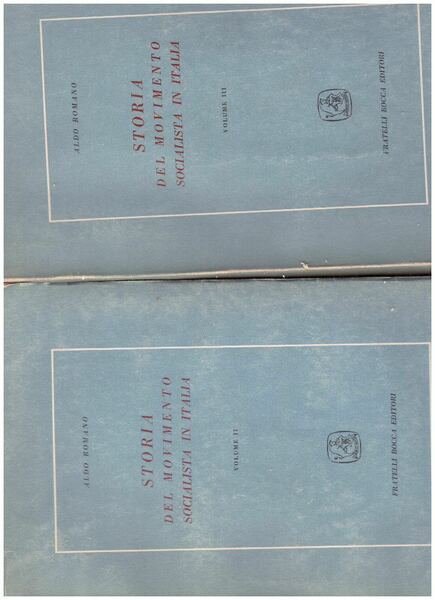 ALDO ROMANO
STORIA
DEL MOVIMENTO
SOCIALISTA IN ITALIA
VOLUME III
FRATELLI BOCCA EDITORI
ALDO ROMANO
STORIA
DEL MOVIMENTO
SOCIALISTA IN ITALIA
VOLUME II
FRATELLI BOCCA EDITORI